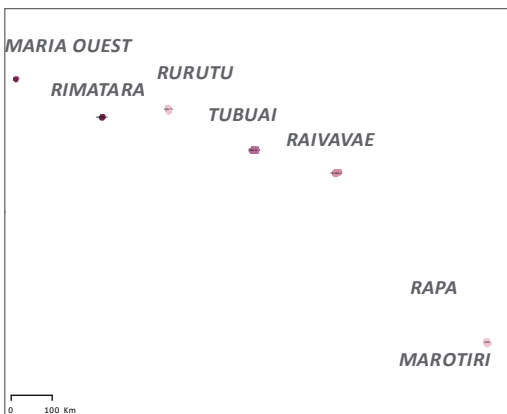 MARIA OUEST
RURUTU
RIMATARA
TUBUAI
RAIVAVAE
RAPA
MAROTIRI
0 100 Km